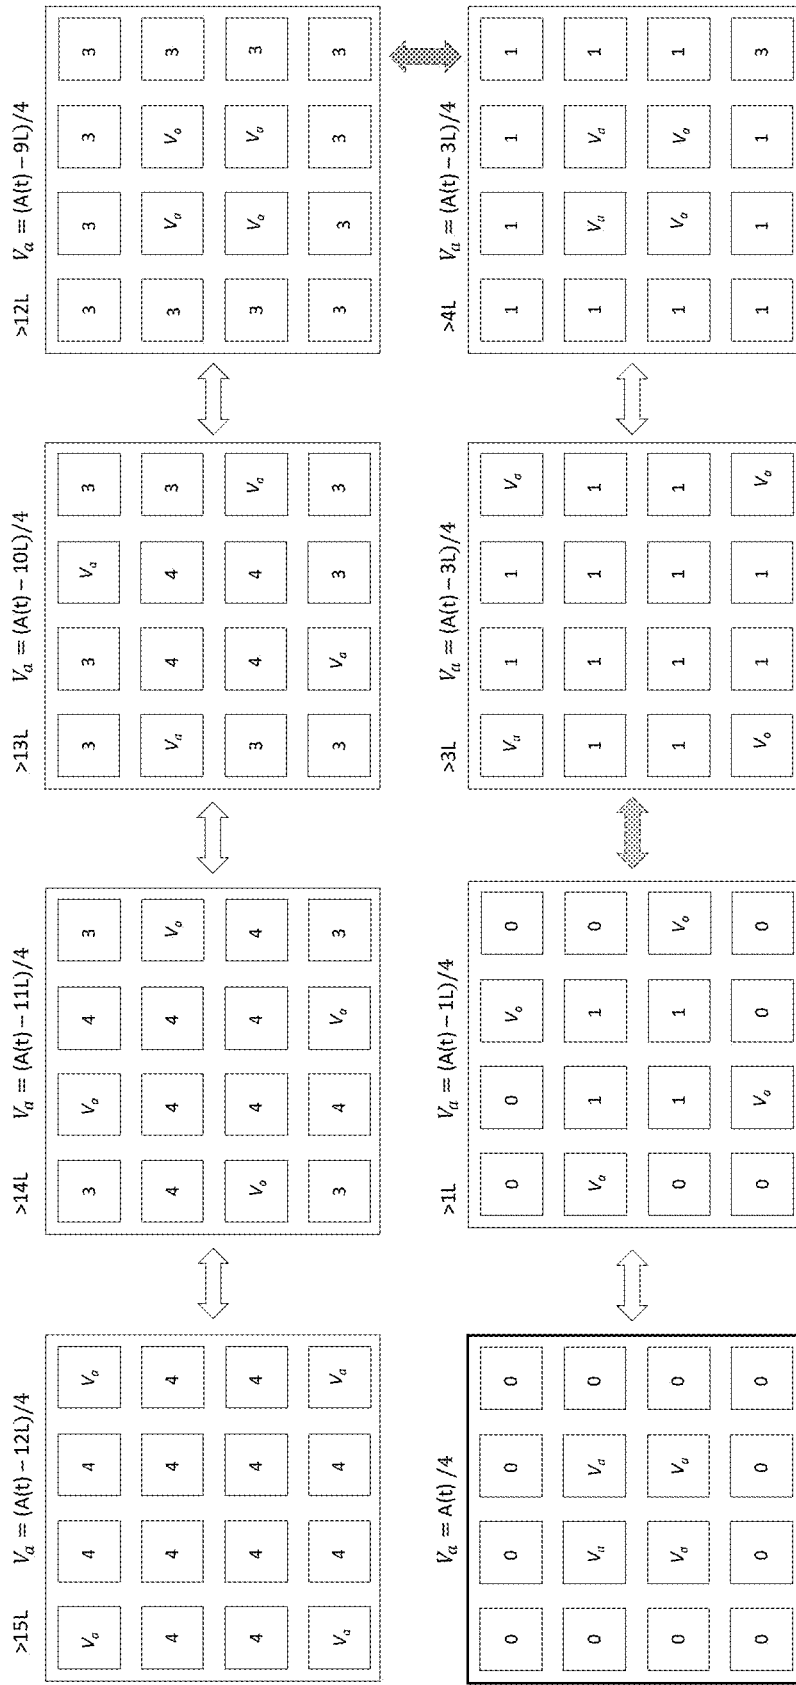 >15L V_a = (A(t) − 12L)/4
V_a 4 4 V_a
4 4 4 4
4 4 4 4
V_a 4 4 V_a
>14L V_a = (A(t) − 11L)/4
3 V_a 4 3
4 4 4 V_a
V_a 4 4 4
3 4 V_a 3
>13L V_a = (A(t) − 10L)/4
3 3 V_a 3
V_a 4 4 3
3 4 4 V_a
3 V_a 3 3
>12L V_a = (A(t) − 9L)/4
3 3 3 3
3 V_a V_a 3
3 V_a V_a 3
3 3 3 3
V_a = A(t) /4
0 0 0 0
0 V_a V_a 0
0 V_a V_a 0
0 0 0 0
>1L V_a = (A(t) − 1L)/4
0 0 V_a 0
V_a 1 1 0
0 1 1 V_a
0 V_a 0 0
>3L V_a = (A(t) − 3L)/4
V_a 1 1 V_a
1 1 1 1
1 1 1 1
V_a 1 1 V_a
>4L V_a = (A(t) − 3L)/4
1 1 1 1
1 V_a V_a 1
1 V_a V_a 1
1 1 1 3